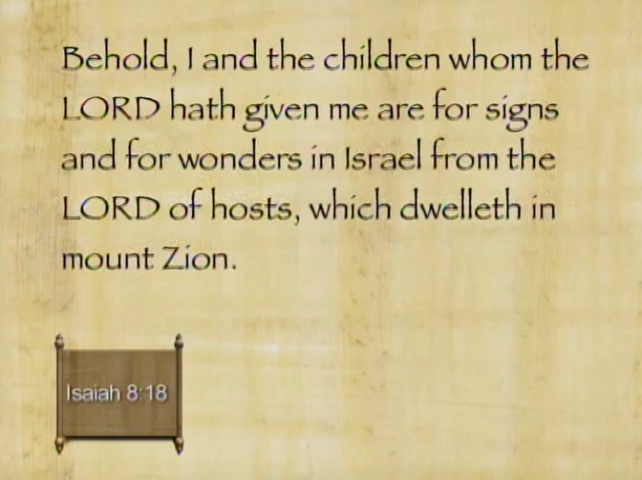 Behold, I and the children whom the
LORD hath given me are for signs
and for wonders in Israel from the
LORD of hosts, which dwelleth in
mount Zion.
Isaiah 8:18